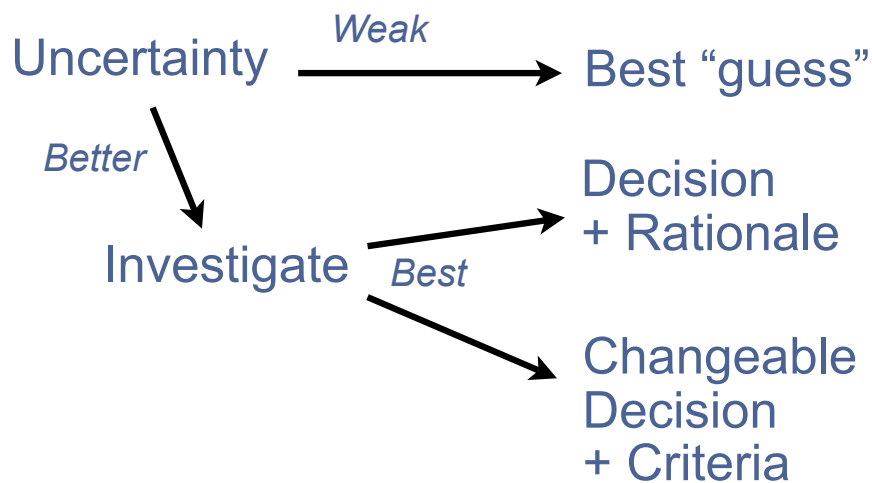 Weak
Uncertainty
Best “guess”
Better
Decision
+ Rationale
Investigate
Best
Changeable
Decision
+ Criteria